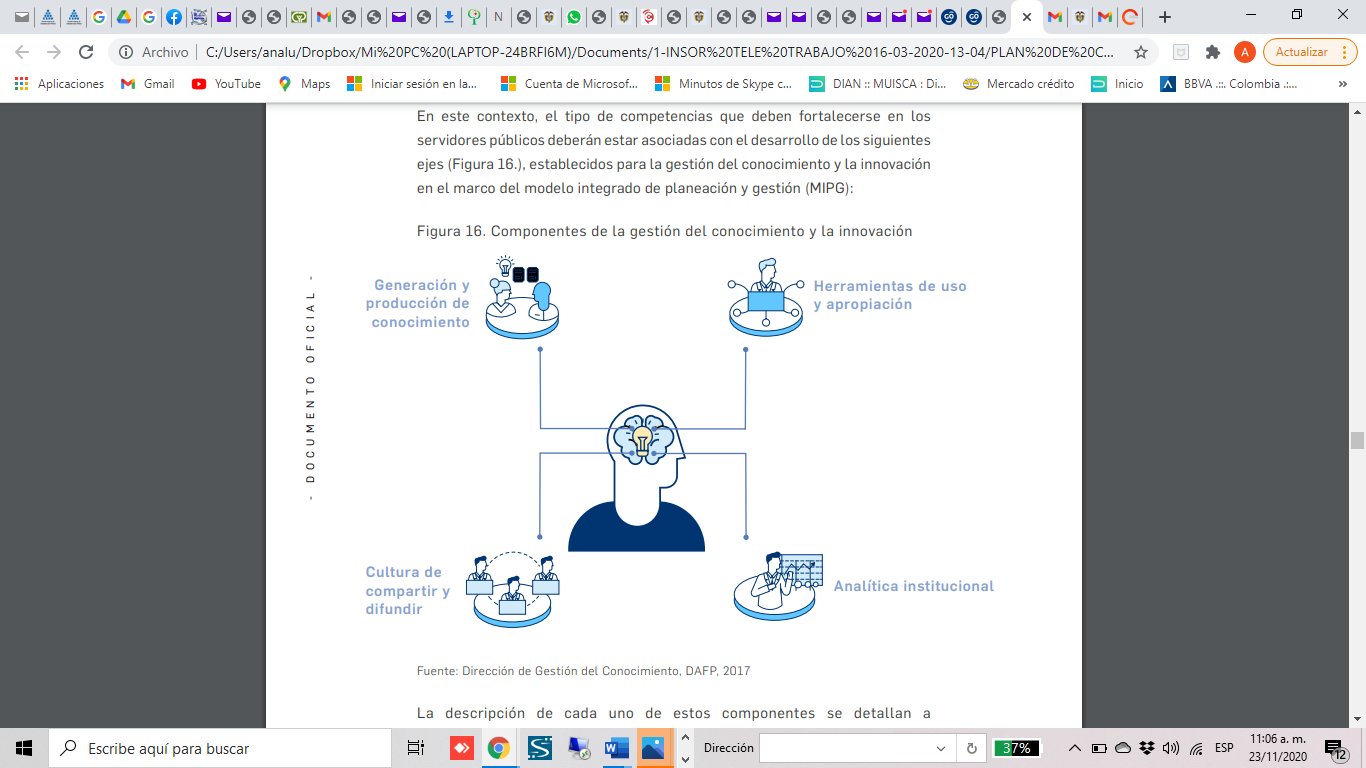 Archivo
C:/Users/analu/Dropbox/Mi%20PC%20(LAPTOP-24BRFI6M)/Documents/1-INSOR%20TELE%20TRABAJO%2016-03-2020-13-04/PLAN%20DE%20C...
A
Actualizar
Aplicaciones
Gmail
YouTube
Maps
Iniciar sesión en la...
Cuenta de Microsof...
Minutos de Skype c...
DIAN :: MUISCA : Di...
Mercado crédito
Inicio
BBVA .::. Colombia .:...
»
En este contexto, el tipo de competencias que deben fortalecerse en los
servidores públicos deberán estar asociadas con el desarrollo de los siguientes
ejes (Figura 16.), establecidos para la gestión del conocimiento y la innovación
en el marco del modelo integrado de planeación y gestión (MIPG):
Figura 16. Componentes de la gestión del conocimiento y la innovación
- DOCUMENTO OFICIAL -
Generación y
producción de
conocimiento
Herramientas de uso
y apropiación
Cultura de
compartir y
difundir
Analítica institucional
Fuente: Dirección de Gestión del Conocimiento, DAFP, 2017
La descripción de cada uno de estos componentes se detallan a
Escribe aquí para buscar
Dirección
37%
ESP
11:06 a. m.
23/11/2020
12